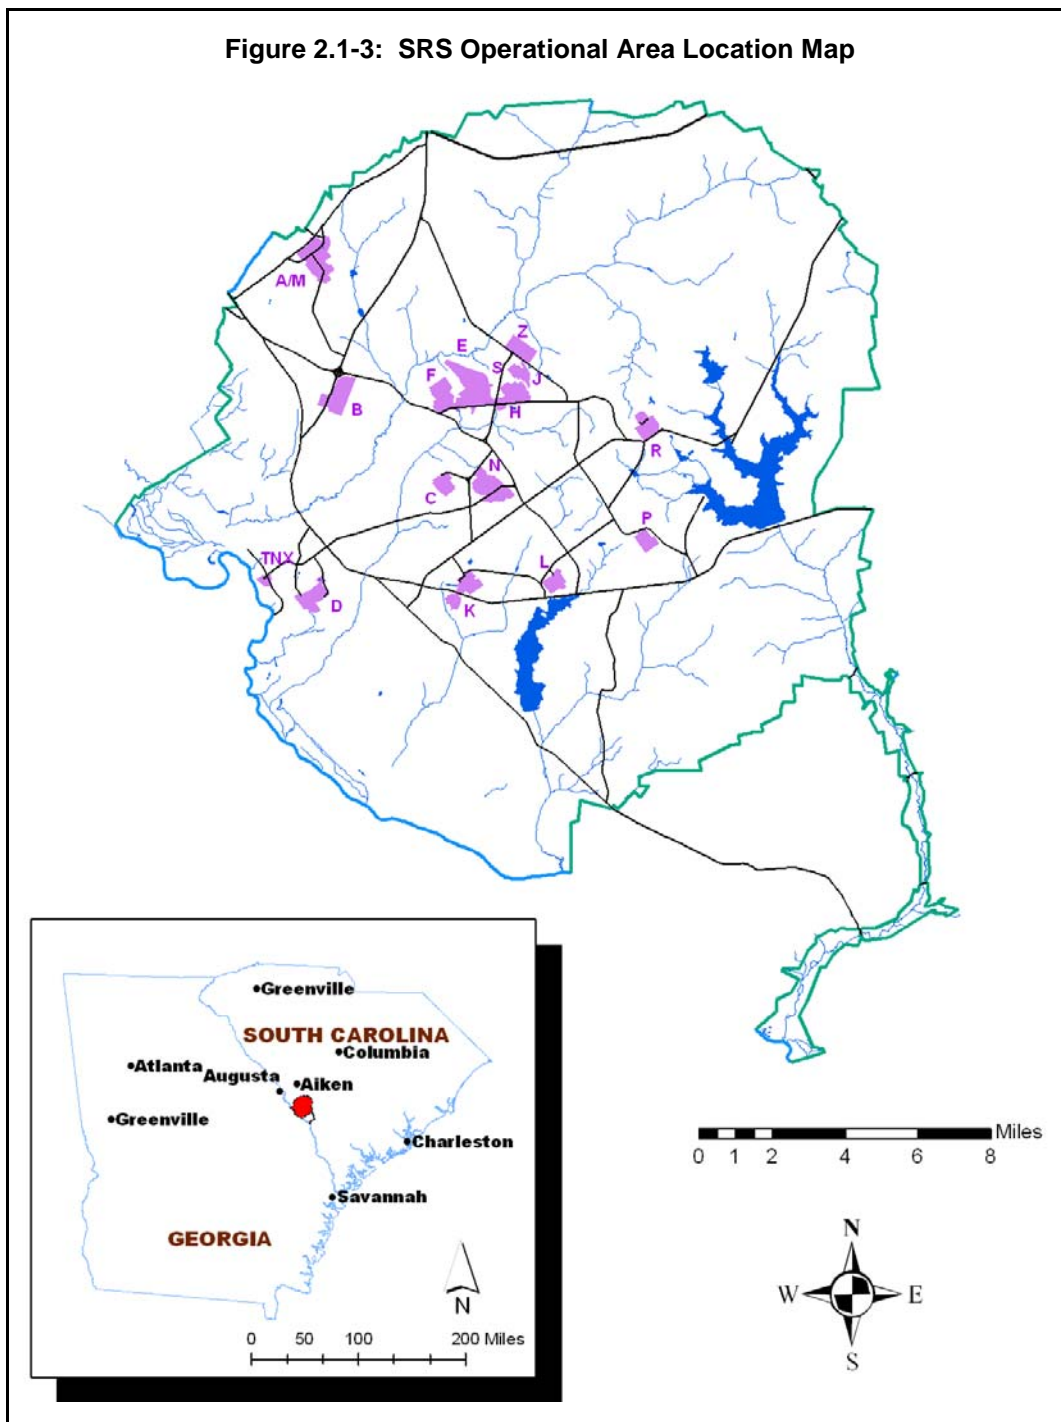 Figure 2.1-3: SRS Operational Area Location Map
A/M
Z
E
S
F
J
B
H
R
N
C
P
TNX
L
D
K
Greenville
SOUTH CAROLINA
Columbia
Atlanta
Augusta
Aiken
Greenville
Charleston
Savannah
GEORGIA
N
0 50 100 200 Miles
Miles
0 1 2 4 6 8
N
W E
S